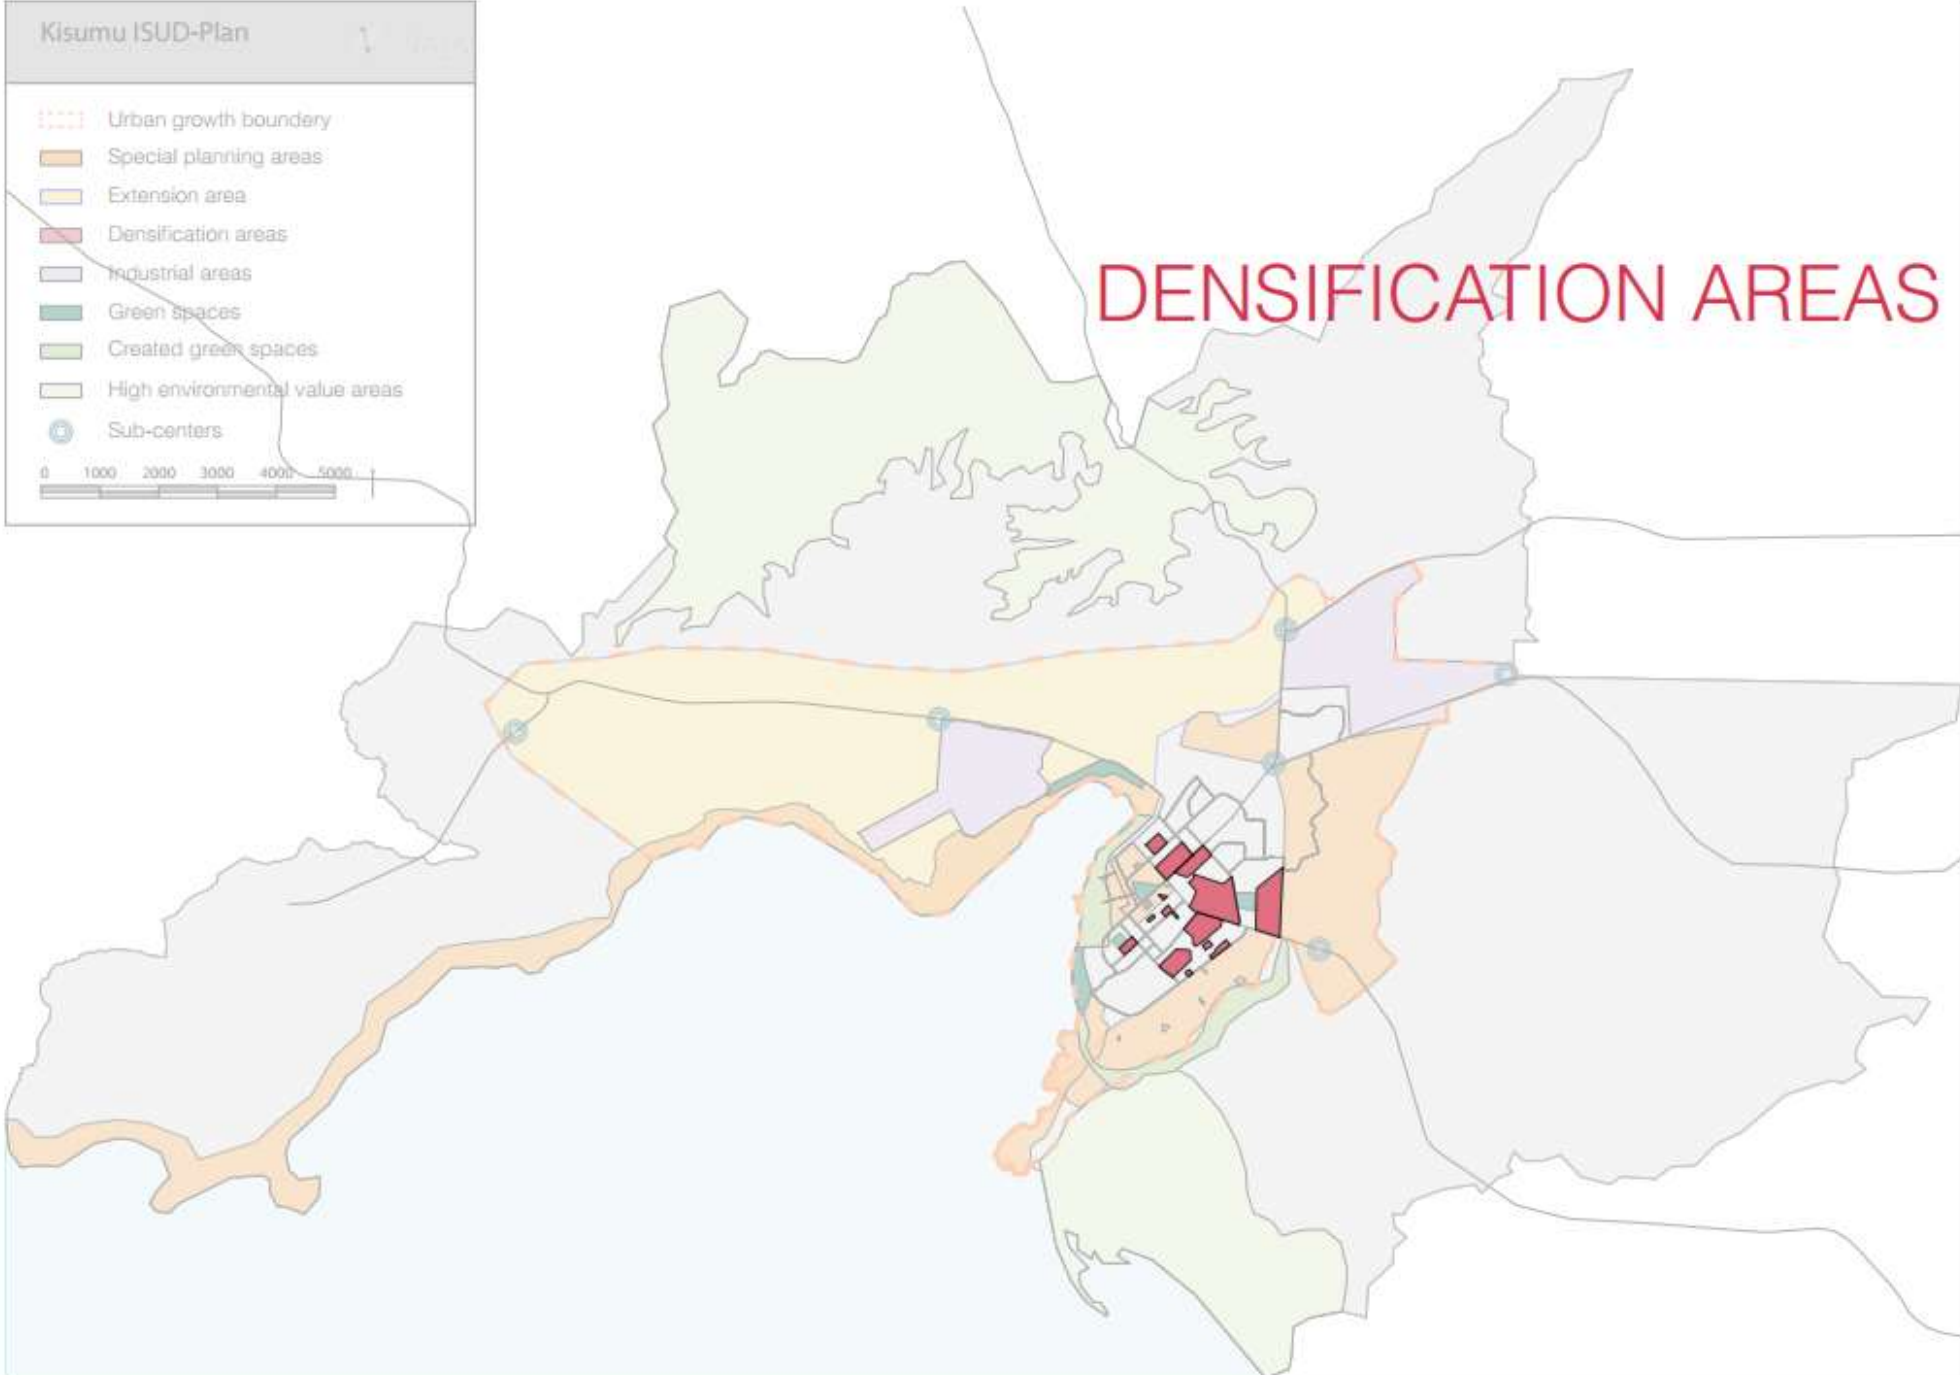 Kisumu ISUD-Plan
Urban growth boundery
Special planning areas
Extension area
Densification areas
Industrial areas
Green spaces
Created green spaces
High environmental value areas
Sub-centers
0 1000 2000 3000 4000 5000
DENSIFICATION AREAS